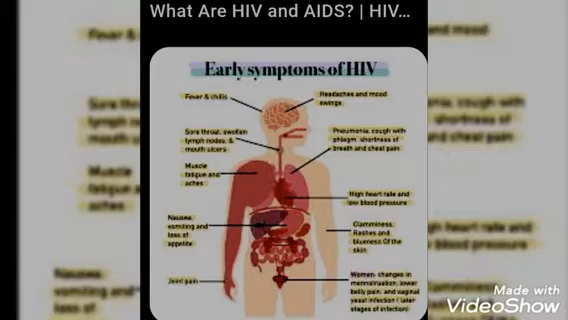 What Are HIV and AIDS? | HIV...
Early symptoms of HIV
Fever & chills
Headaches and mood
swings
Sore throat, swollen
lymph nodes, &
mouth ulcers
Pneumonia, cough with
phlegm, shortness of
breath and chest pain
Muscle
fatigue and
aches
High heart rate and
low blood pressure
Nausea,
vomiting and
loss of
appetite
Clamminess,
Rashes and
blueness Of the
skin
Joint pain
Women: changes in
menstruation, lower
belly pain, and vaginal
yeast infection ( later
stages of infection)
Made with
VideoShow